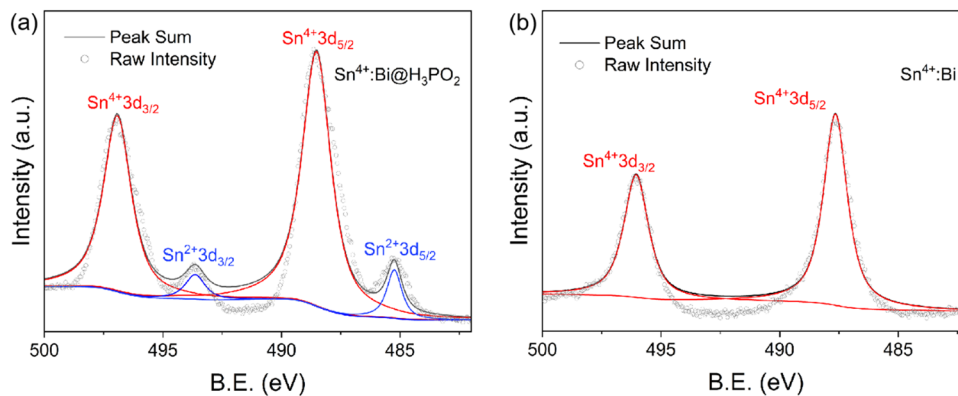 (a)
Peak Sum
Raw Intensity
Sn⁴⁺3d₅/₂
Sn⁴⁺:Bi@H₃PO₂
Sn⁴⁺3d₃/₂
Sn²⁺3d₃/₂
Sn²⁺3d₅/₂
Intensity (a.u.)
500 495 490 485
B.E. (eV)
(b)
Peak Sum
Raw Intensity
Sn⁴⁺:Bi
Sn⁴⁺3d₅/₂
Sn⁴⁺3d₃/₂
Intensity (a.u.)
500 495 490 485
B.E. (eV)